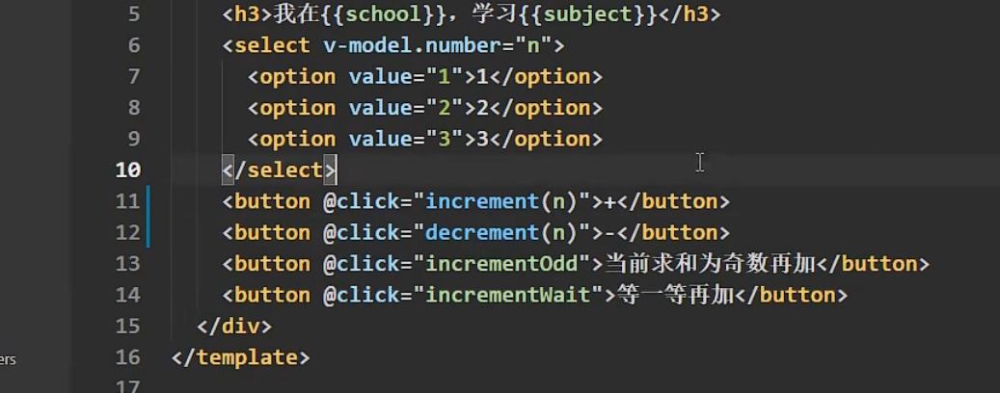 5 <h3>我在{{school}}，学习{{subject}}</h3>
6 <select v-model.number="n">
7 <option value="1">1</option>
8 <option value="2">2</option>
9 <option value="3">3</option>
10 </select>
11 <button @click="increment(n)">+</button>
12 <button @click="decrement(n)">-</button>
13 <button @click="incrementOdd">当前求和为奇数再加</button>
14 <button @click="incrementWait">等一等再加</button>
15 </div>
ers
16 </template>
17